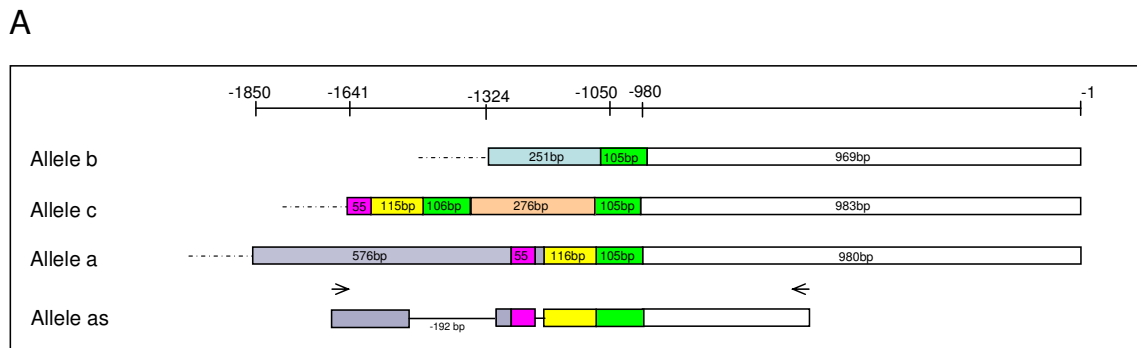 A
-1850 -1641 -1324 -1050 -980 -1
Allele b 251bp 105bp 969bp
Allele c 55 115bp 106bp 276bp 105bp 983bp
Allele a 576bp 55 116bp 105bp 980bp
Allele as -192 bp